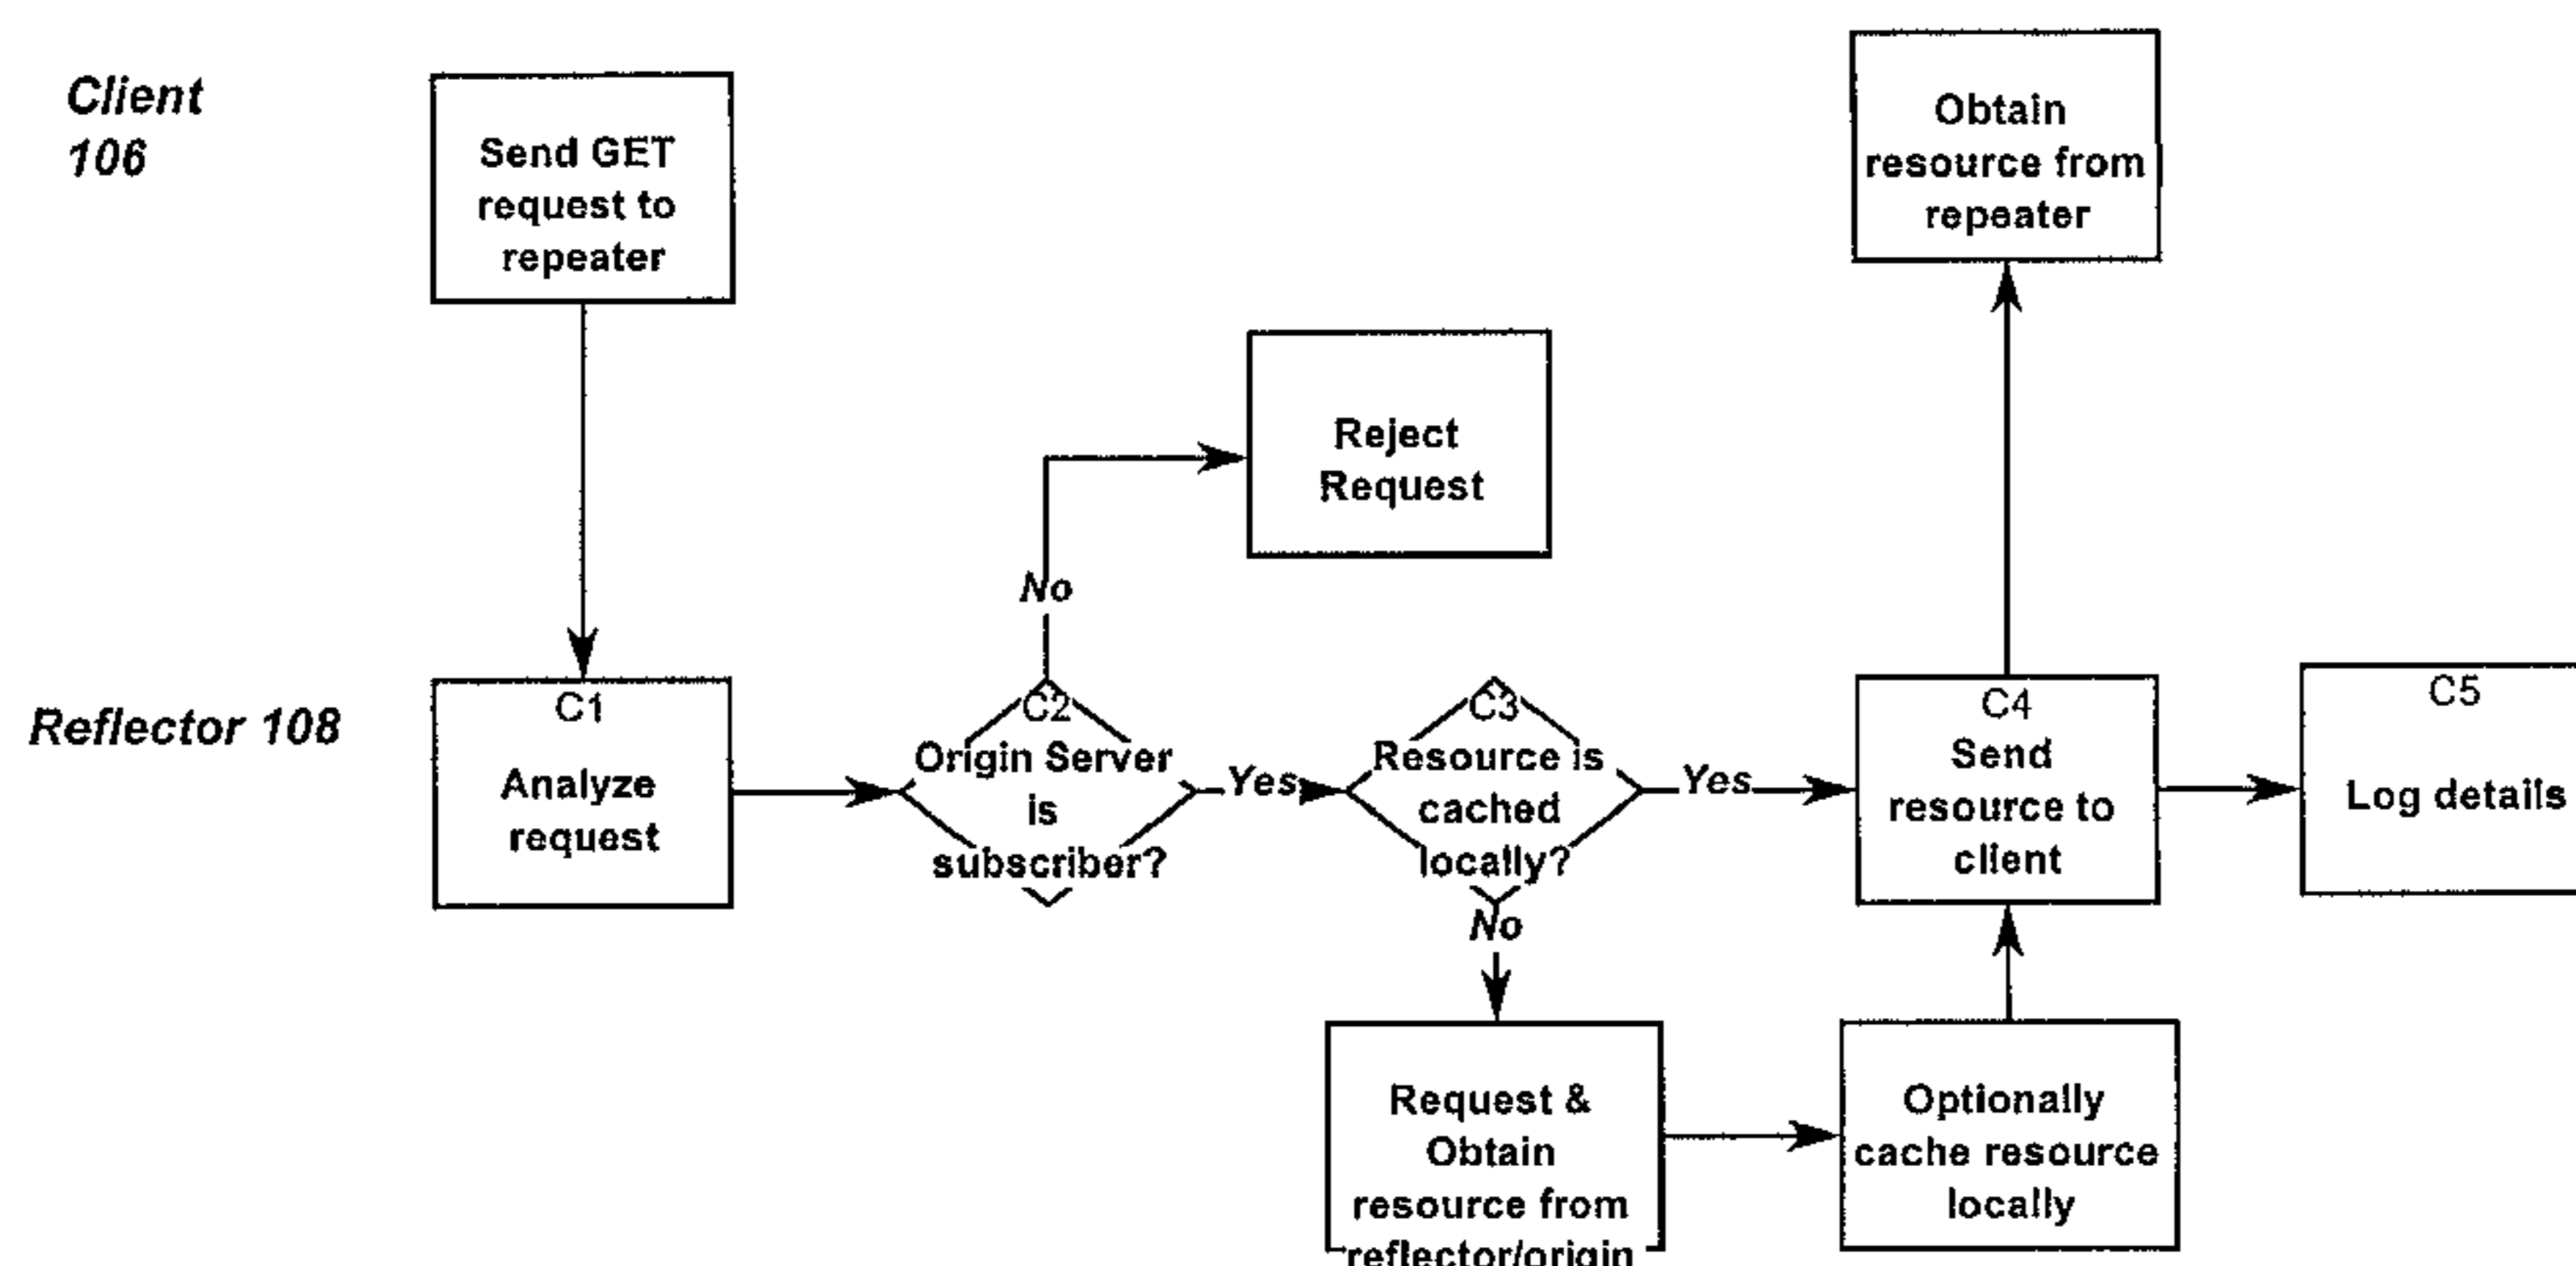 Client
106
Send GET
request to
repeater
Obtain
resource from
repeater
Reject
Request
No
Reflector 108
C1
Analyze
request
C2
Origin Server
is
subscriber?
Yes
C3
Resource is
cached
locally?
Yes
C4
Send
resource to
client
C5
Log details
No
Request &
Obtain
resource from
reflector/origin
Optionally
cache resource
locally